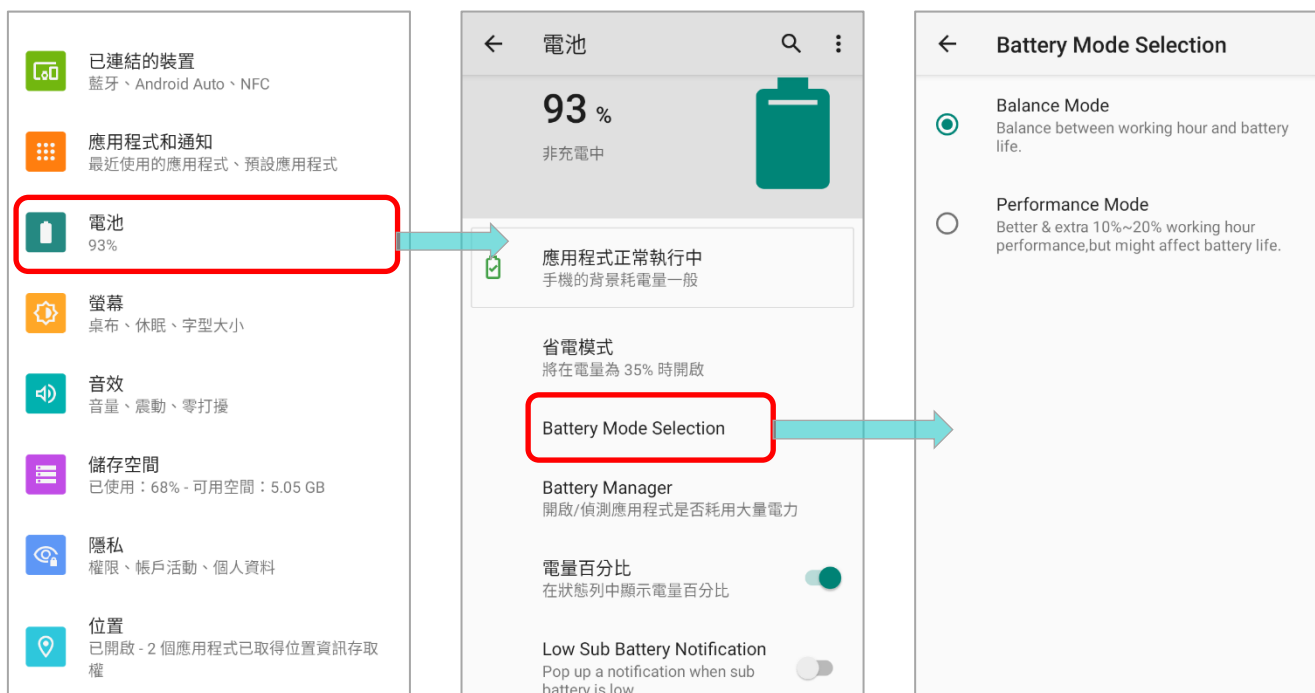 已連結的裝置
藍牙、Android Auto、NFC
應用程式和通知
最近使用的應用程式、預設應用程式
電池
93%
螢幕
桌布、休眠、字型大小
音效
音量、震動、零打擾
儲存空間
已使用：68% - 可用空間：5.05 GB
隱私
權限、帳戶活動、個人資料
位置
已開啟 - 2 個應用程式已取得位置資訊存取
權
電池
93 %
非充電中
應用程式正常執行中
手機的背景耗電量一般
省電模式
將在電量為 35% 時開啟
Battery Mode Selection
Battery Manager
開啟/偵測應用程式是否耗用大量電力
電量百分比
在狀態列中顯示電量百分比
Low Sub Battery Notification
Pop up a notification when sub
battery is low
Battery Mode Selection
Balance Mode
Balance between working hour and battery
life.
Performance Mode
Better & extra 10%~20% working hour
performance,but might affect battery life.